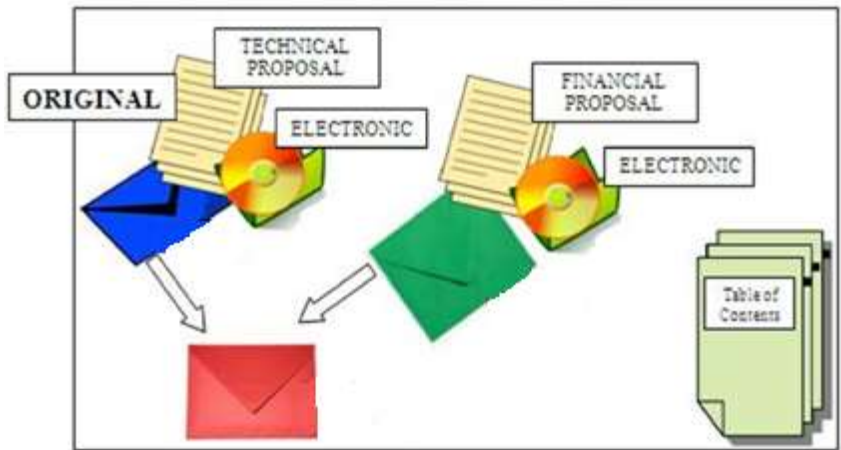 TECHNICAL
PROPOSAL
ORIGINAL
ELECTRONIC
FINANCIAL
PROPOSAL
ELECTRONIC
Table of
Contents